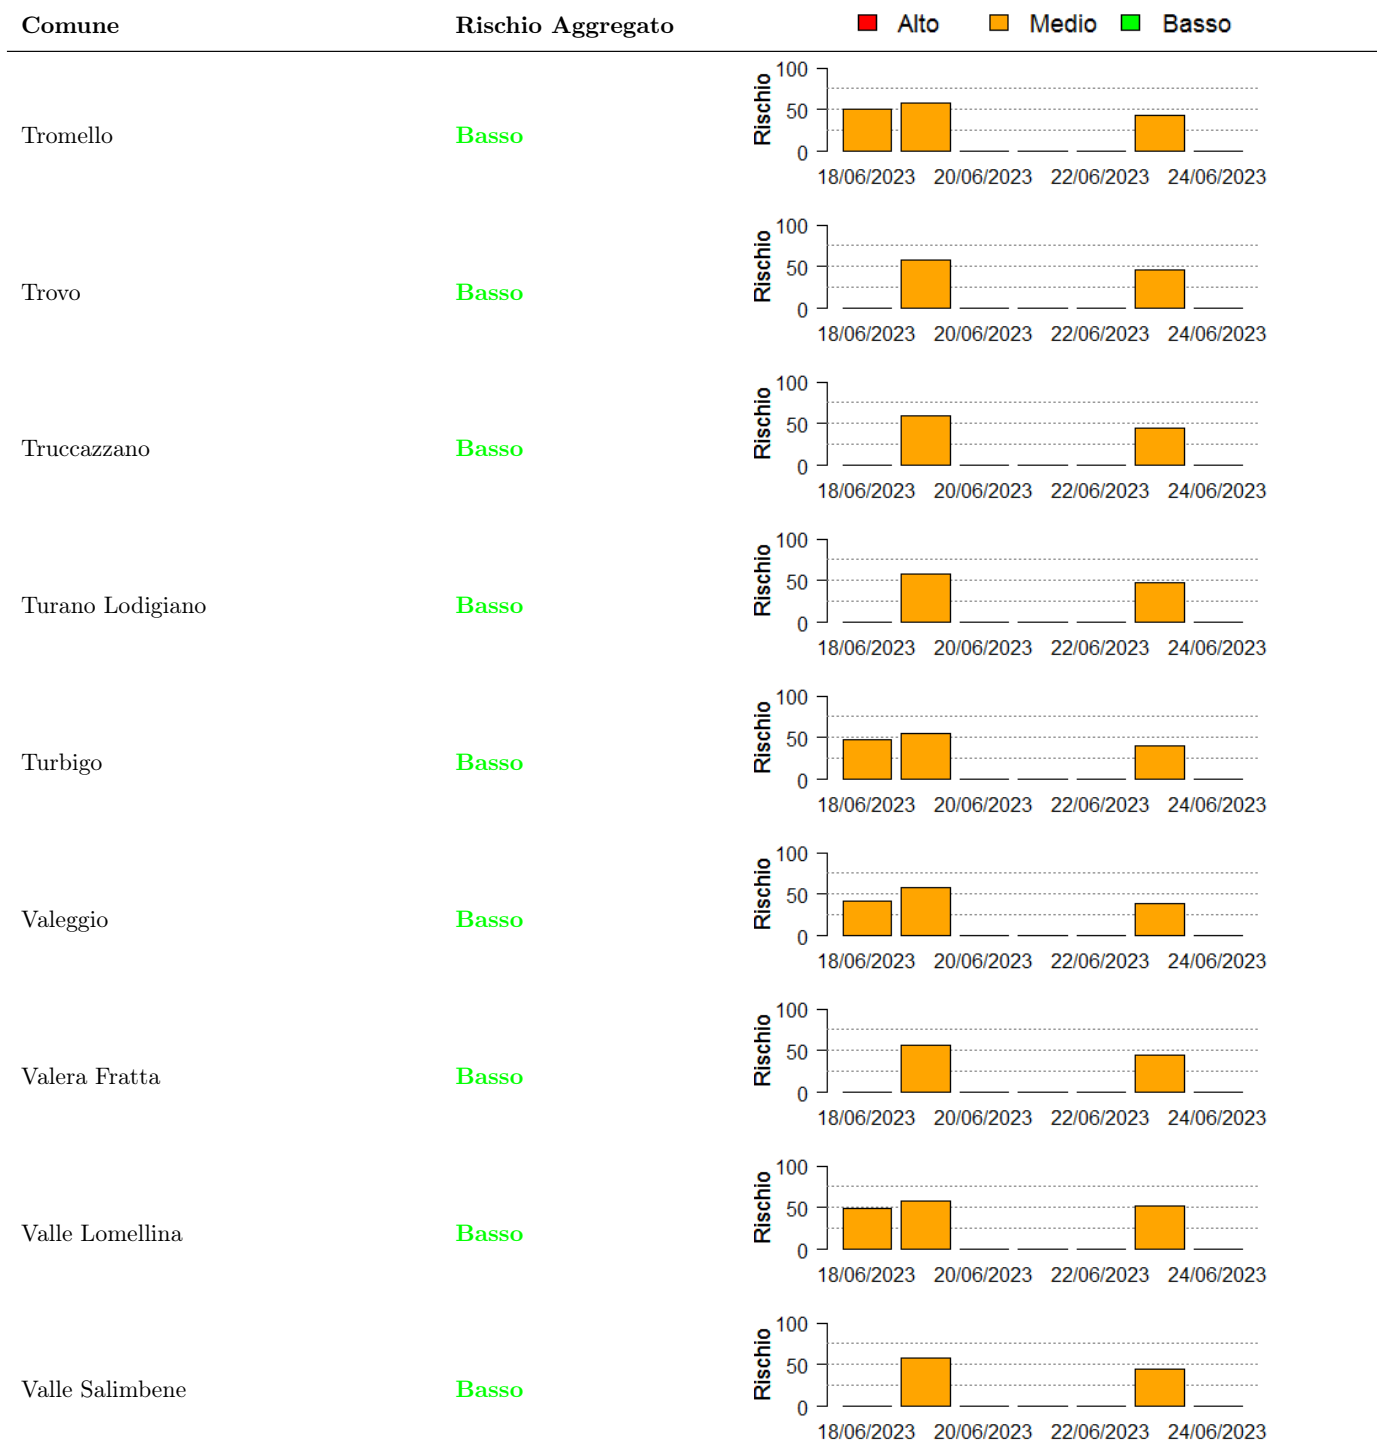 Comune Rischio Aggregato Alto Medio Basso
Tromello Basso
Rischio
100
50
0
18/06/2023 20/06/2023 22/06/2023 24/06/2023
Trovo Basso
Rischio
100
50
0
18/06/2023 20/06/2023 22/06/2023 24/06/2023
Truccazzano Basso
Rischio
100
50
0
18/06/2023 20/06/2023 22/06/2023 24/06/2023
Turano Lodigiano Basso
Rischio
100
50
0
18/06/2023 20/06/2023 22/06/2023 24/06/2023
Turbigo Basso
Rischio
100
50
0
18/06/2023 20/06/2023 22/06/2023 24/06/2023
Valeggio Basso
Rischio
100
50
0
18/06/2023 20/06/2023 22/06/2023 24/06/2023
Valera Fratta Basso
Rischio
100
50
0
18/06/2023 20/06/2023 22/06/2023 24/06/2023
Valle Lomellina Basso
Rischio
100
50
0
18/06/2023 20/06/2023 22/06/2023 24/06/2023
Valle Salimbene Basso
Rischio
100
50
0
18/06/2023 20/06/2023 22/06/2023 24/06/2023